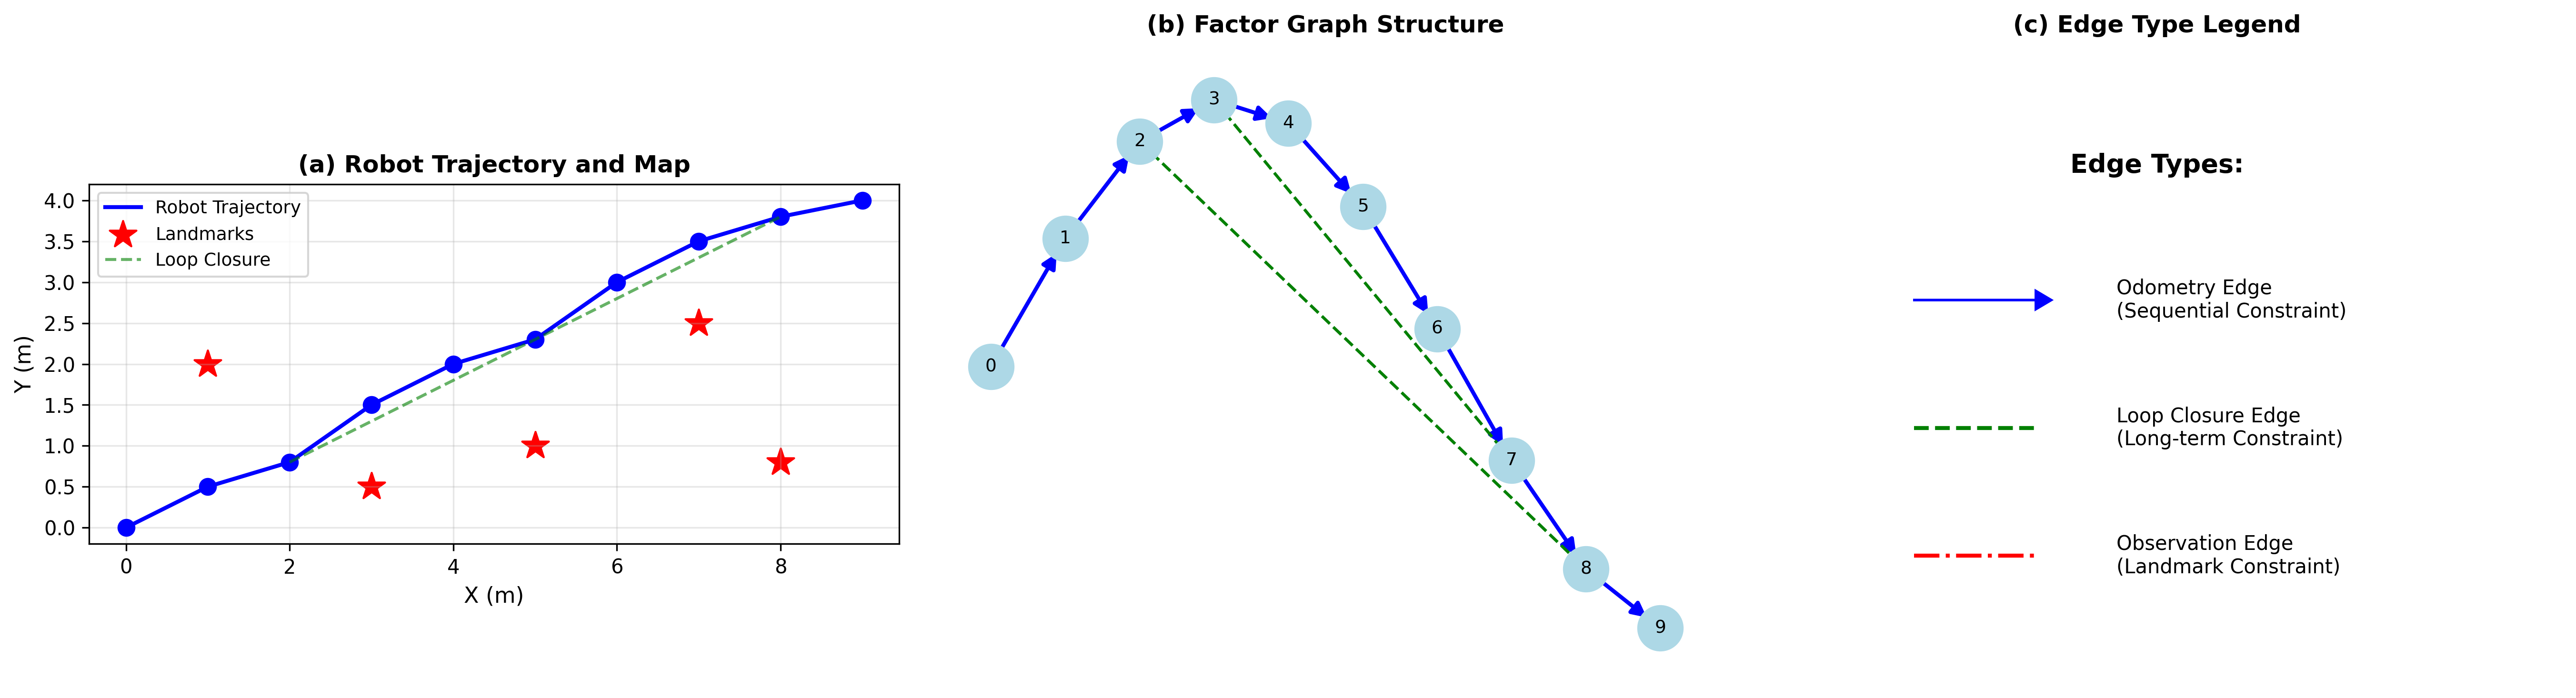 (a) Robot Trajectory and Map
Robot Trajectory
Landmarks
Loop Closure
4.0
3.5
3.0
2.5
2.0
1.5
1.0
0.5
0.0
Y (m)
0
2
4
6
8
X (m)
(b) Factor Graph Structure
0
1
2
3
4
5
6
7
8
9
(c) Edge Type Legend
Edge Types:
Odometry Edge
(Sequential Constraint)
Loop Closure Edge
(Long-term Constraint)
Observation Edge
(Landmark Constraint)